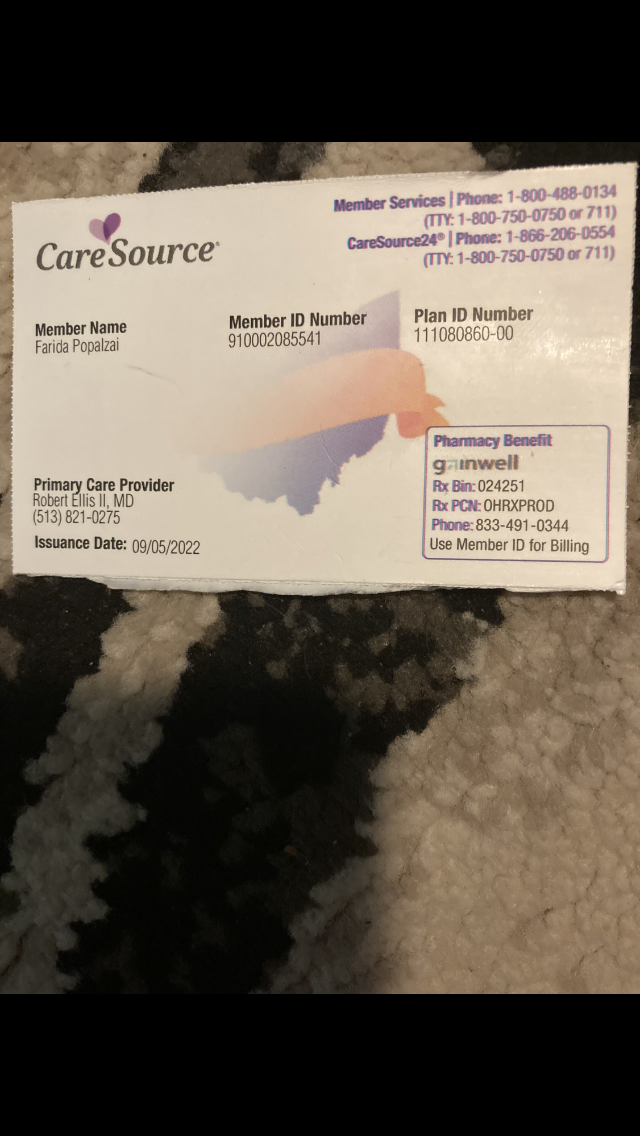 CareSource®
Member Services | Phone: 1-800-488-0134
(TTY: 1-800-750-0750 or 711)
CareSource24® | Phone: 1-866-206-0554
(TTY: 1-800-750-0750 or 711)
Member Name
Farida Popalzai
Member ID Number
910002085541
Plan ID Number
111080860-00
Primary Care Provider
Robert Ellis II, MD
(513) 821-0275
Issuance Date: 09/05/2022
Pharmacy Benefit
gainwell
Rx Bin: 024251
Rx PCN: OHRXPROD
Phone: 833-491-0344
Use Member ID for Billing